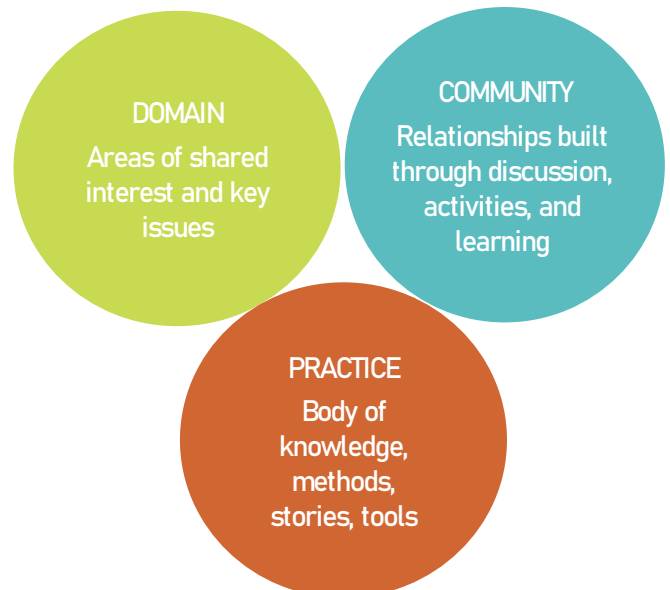 DOMAIN
Areas of shared
interest and key
issues
COMMUNITY
Relationships built
through discussion,
activities, and
learning
PRACTICE
Body of
knowledge,
methods,
stories, tools